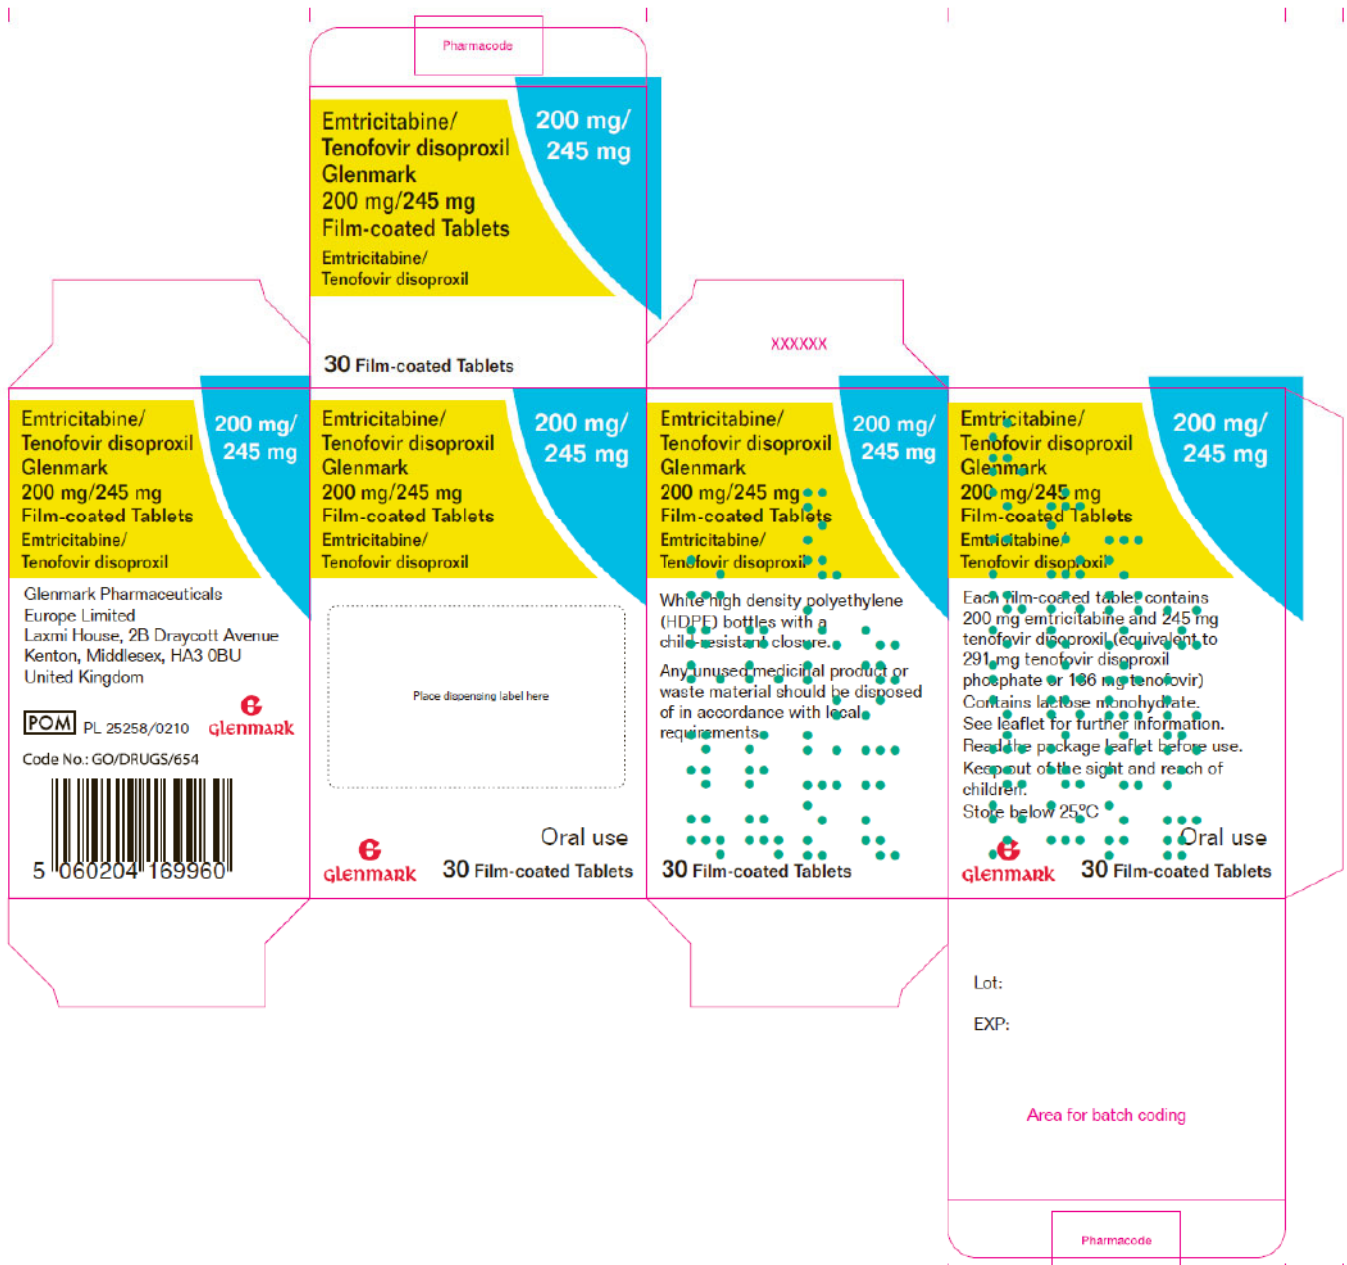 Pharmacode
Emtricitabine/
Tenofovir disoproxil
Glenmark
200 mg/245 mg
Film-coated Tablets
Emtricitabine/
Tenofovir disoproxil
200 mg/
245 mg
30 Film-coated Tablets
XXXXXX
Emtricitabine/
Tenofovir disoproxil
Glenmark
200 mg/245 mg
Film-coated Tablets
Emtricitabine/
Tenofovir disoproxil
200 mg/
245 mg
Glenmark Pharmaceuticals
Europe Limited
Laxmi House, 2B Draycott Avenue
Kenton, Middlesex, HA3 0BU
United Kingdom
POM PL 25258/0210
Glenmark
Code No.: GO/DRUGS/654
5 060204 169960
Emtricitabine/
Tenofovir disoproxil
Glenmark
200 mg/245 mg
Film-coated Tablets
Emtricitabine/
Tenofovir disoproxil
200 mg/
245 mg
Place dispensing label here
Oral use
Glenmark
30 Film-coated Tablets
Emtricitabine/
Tenofovir disoproxil
Glenmark
200 mg/245 mg
Film-coated Tablets
Emtricitabine/
Tenofovir disoproxil
200 mg/
245 mg
White high density polyethylene
(HDPE) bottles with a
child-resistant closure.
Any unused medicinal product or
waste material should be disposed
of in accordance with local
requirements.
30 Film-coated Tablets
Emtricitabine/
Tenofovir disoproxil
Glenmark
200 mg/245 mg
Film-coated Tablets
Emtricitabine/
Tenofovir disoproxil
200 mg/
245 mg
Each film-coated tablet contains
200 mg emtricitabine and 245 mg
tenofovir disoproxil (equivalent to
291 mg tenofovir disoproxil
phosphate or 136 mg tenofovir)
Contains lactose monohydrate.
See leaflet for further information.
Read the package leaflet before use.
Keep out of the sight and reach of
children.
Store below 25°C
Oral use
Glenmark
30 Film-coated Tablets
Lot:
EXP:
Area for batch coding
Pharmacode